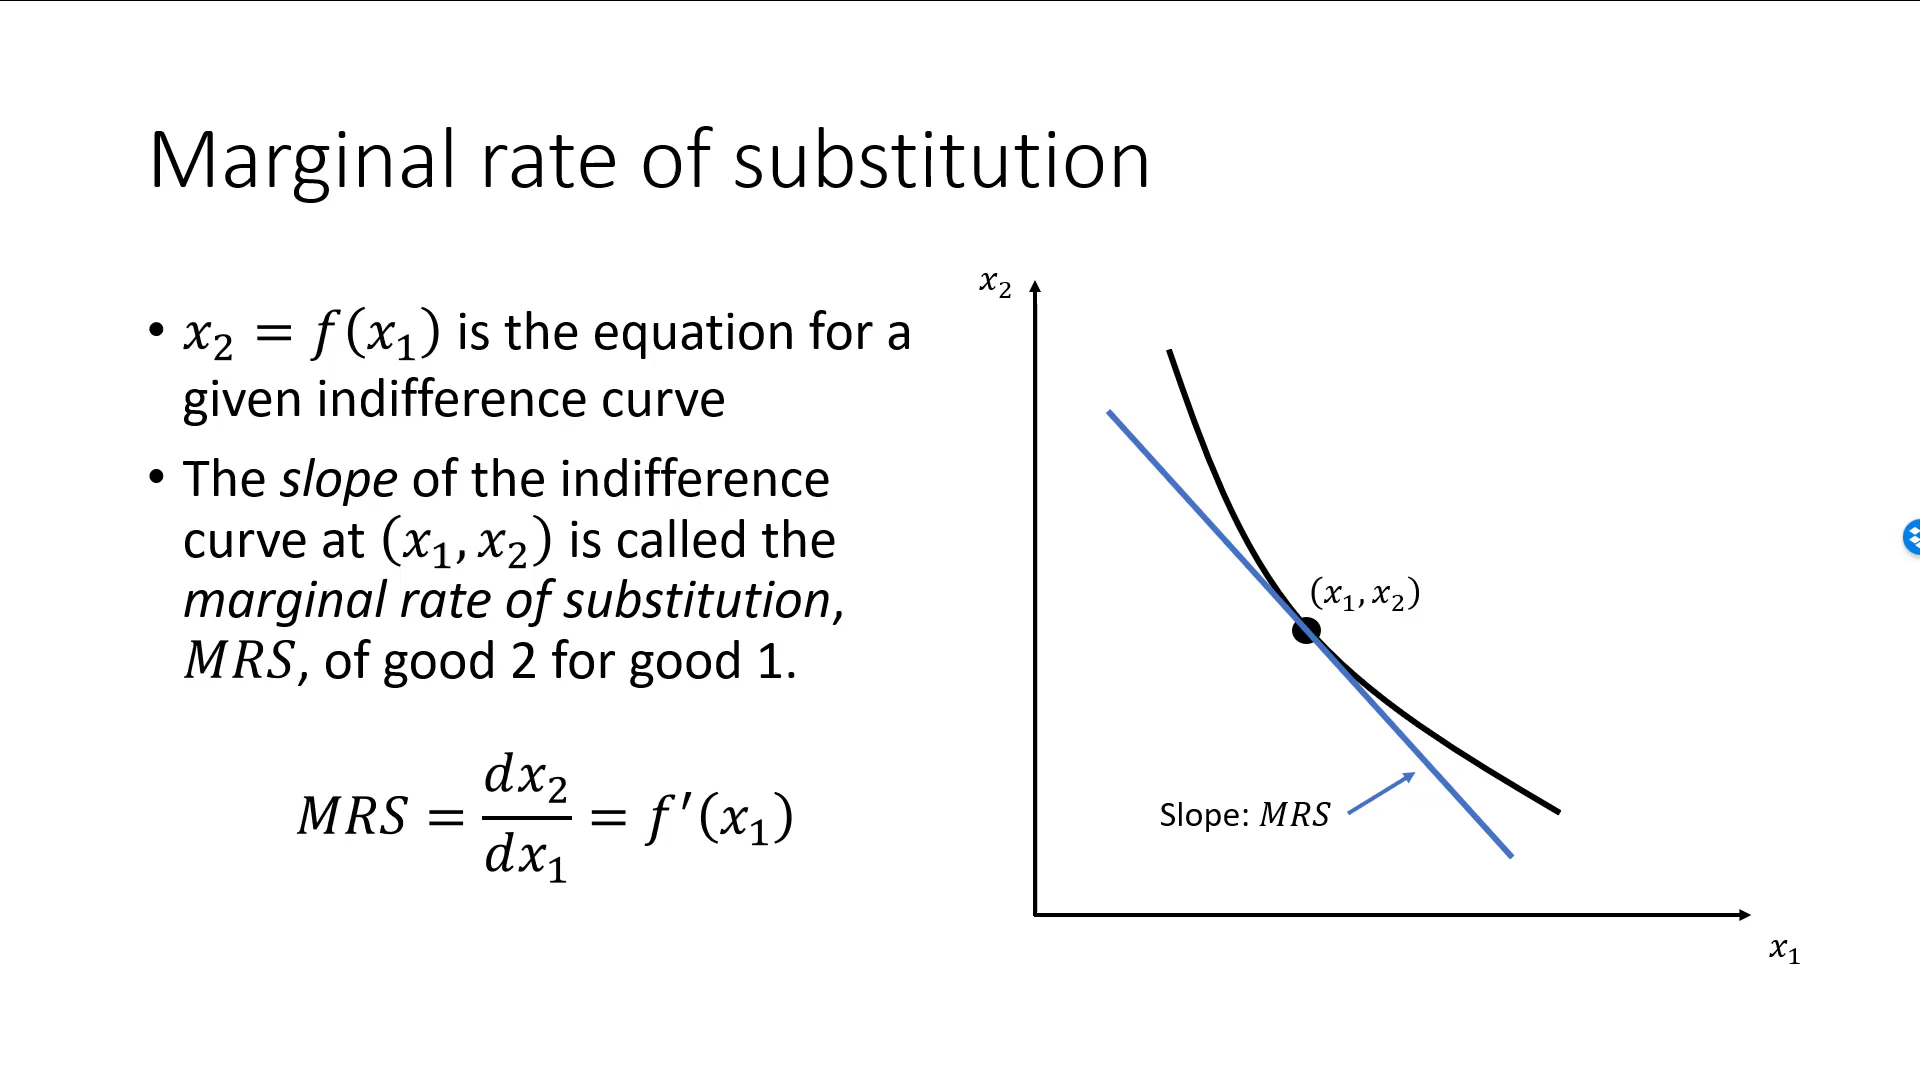 Marginal rate of substitution
• 𝑥₂ = 𝑓(𝑥₁) is the equation for a
given indifference curve
• The slope of the indifference
curve at (𝑥₁, 𝑥₂) is called the
marginal rate of substitution,
𝑀𝑅𝑆, of good 2 for good 1.
𝑀𝑅𝑆 = 𝑑𝑥₂/𝑑𝑥₁ = 𝑓′(𝑥₁)
𝑥₂
(𝑥₁, 𝑥₂)
Slope: 𝑀𝑅𝑆
𝑥₁